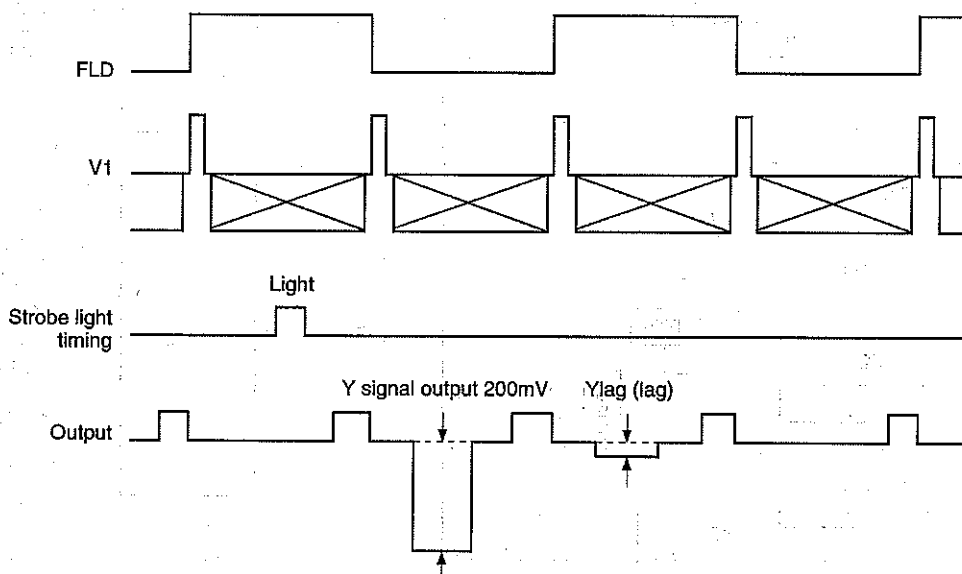 FLD
V1
Light
Strobe light
timing
Y signal output 200mV
Ylag (lag)
Output